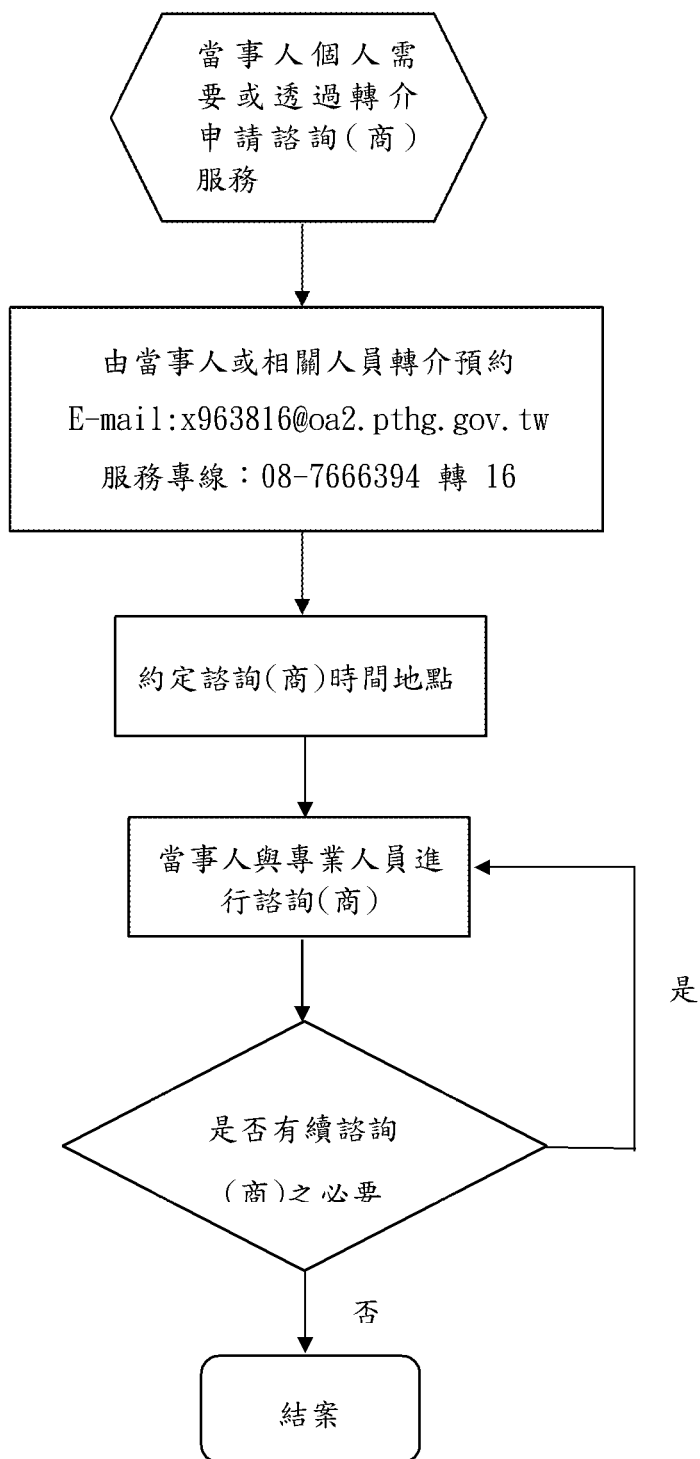 當事人個人需
要或透過轉介
申請諮詢(商)
服務
由當事人或相關人員轉介預約
E-mail:x963816@oa2.pthg.gov.tw
服務專線：08-7666394 轉 16
約定諮詢(商)時間地點
當事人與專業人員進
行諮詢(商)
是
是否有續諮詢
(商)之必要
否
結案